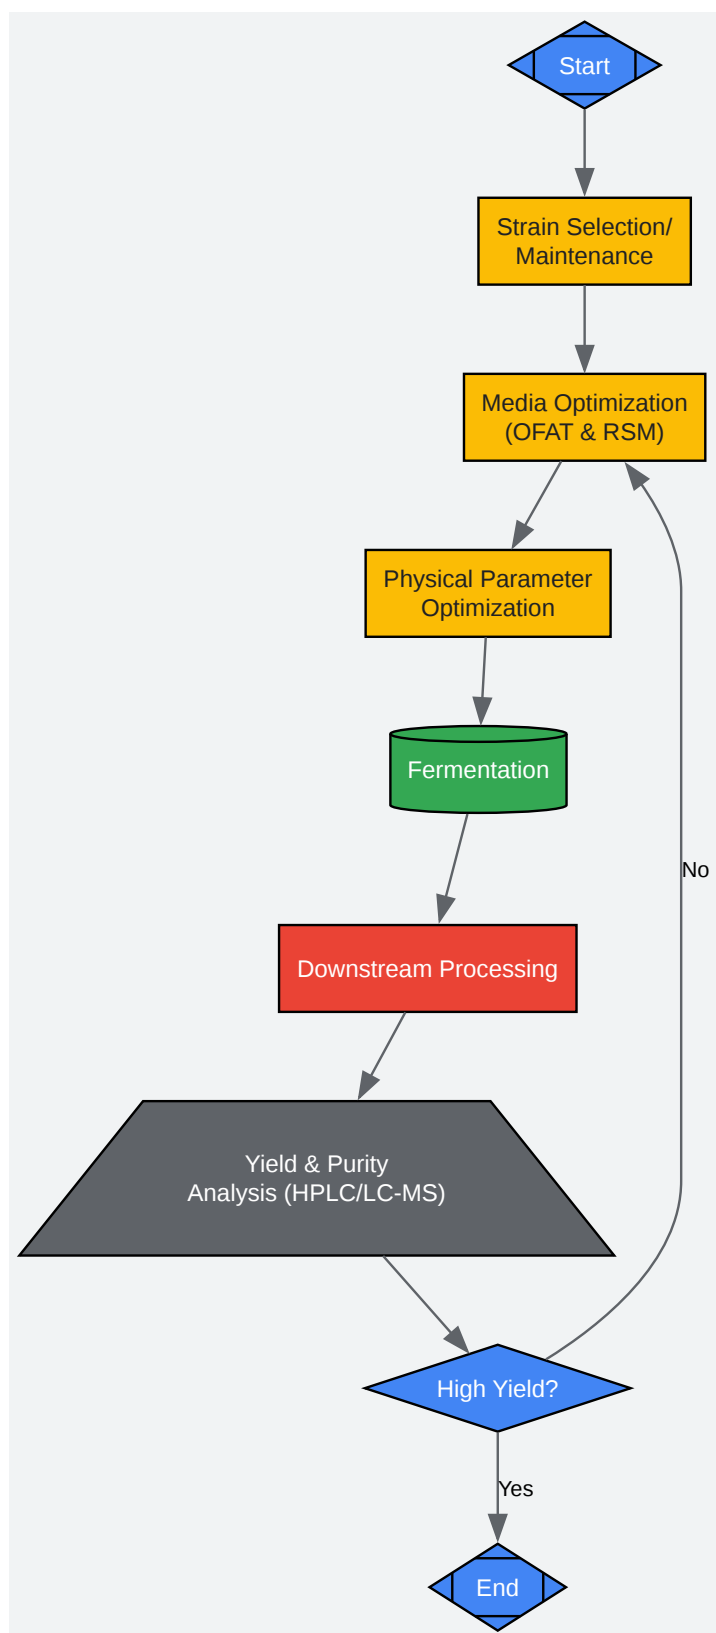 Start
Strain Selection/
Maintenance
Media Optimization
(OFAT & RSM)
Physical Parameter
Optimization
Fermentation
No
Downstream Processing
Yield & Purity
Analysis (HPLC/LC-MS)
High Yield?
Yes
End